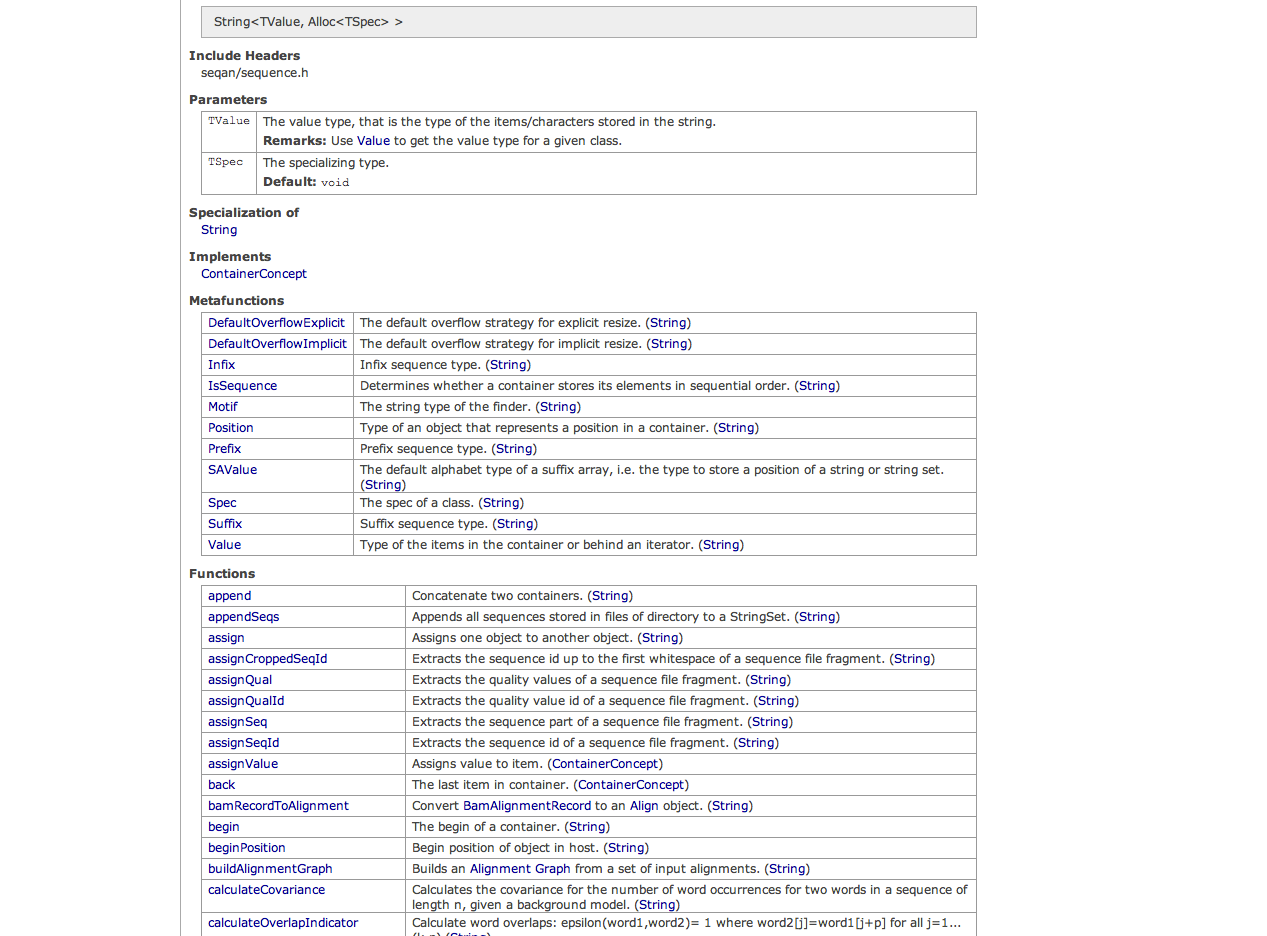 String<TValue, Alloc<TSpec> >
Include Headers
seqan/sequence.h
Parameters
TValue The value type, that is the type of the items/characters stored in the string.
Remarks: Use Value to get the value type for a given class.
TSpec The specializing type.
Default: void
Specialization of
String
Implements
ContainerConcept
Metafunctions
DefaultOverflowExplicit The default overflow strategy for explicit resize. (String)
DefaultOverflowImplicit The default overflow strategy for implicit resize. (String)
Infix Infix sequence type. (String)
IsSequence Determines whether a container stores its elements in sequential order. (String)
Motif The string type of the finder. (String)
Position Type of an object that represents a position in a container. (String)
Prefix Prefix sequence type. (String)
SAValue The default alphabet type of a suffix array, i.e. the type to store a position of a string or string set.
(String)
Spec The spec of a class. (String)
Suffix Suffix sequence type. (String)
Value Type of the items in the container or behind an iterator. (String)
Functions
append Concatenate two containers. (String)
appendSeqs Appends all sequences stored in files of directory to a StringSet. (String)
assign Assigns one object to another object. (String)
assignCroppedSeqId Extracts the sequence id up to the first whitespace of a sequence file fragment. (String)
assignQual Extracts the quality values of a sequence file fragment. (String)
assignQualId Extracts the quality value id of a sequence file fragment. (String)
assignSeq Extracts the sequence part of a sequence file fragment. (String)
assignSeqId Extracts the sequence id of a sequence file fragment. (String)
assignValue Assigns value to item. (ContainerConcept)
back The last item in container. (ContainerConcept)
bamRecordToAlignment Convert BamAlignmentRecord to an Align object. (String)
begin The begin of a container. (String)
beginPosition Begin position of object in host. (String)
buildAlignmentGraph Builds an Alignment Graph from a set of input alignments. (String)
calculateCovariance Calculates the covariance for the number of word occurrences for two words in a sequence of
length n, given a background model. (String)
calculateOverlapIndicator Calculate word overlaps: epsilon(word1,word2)= 1 where word2[j]=word1[j+p] for all j=1...